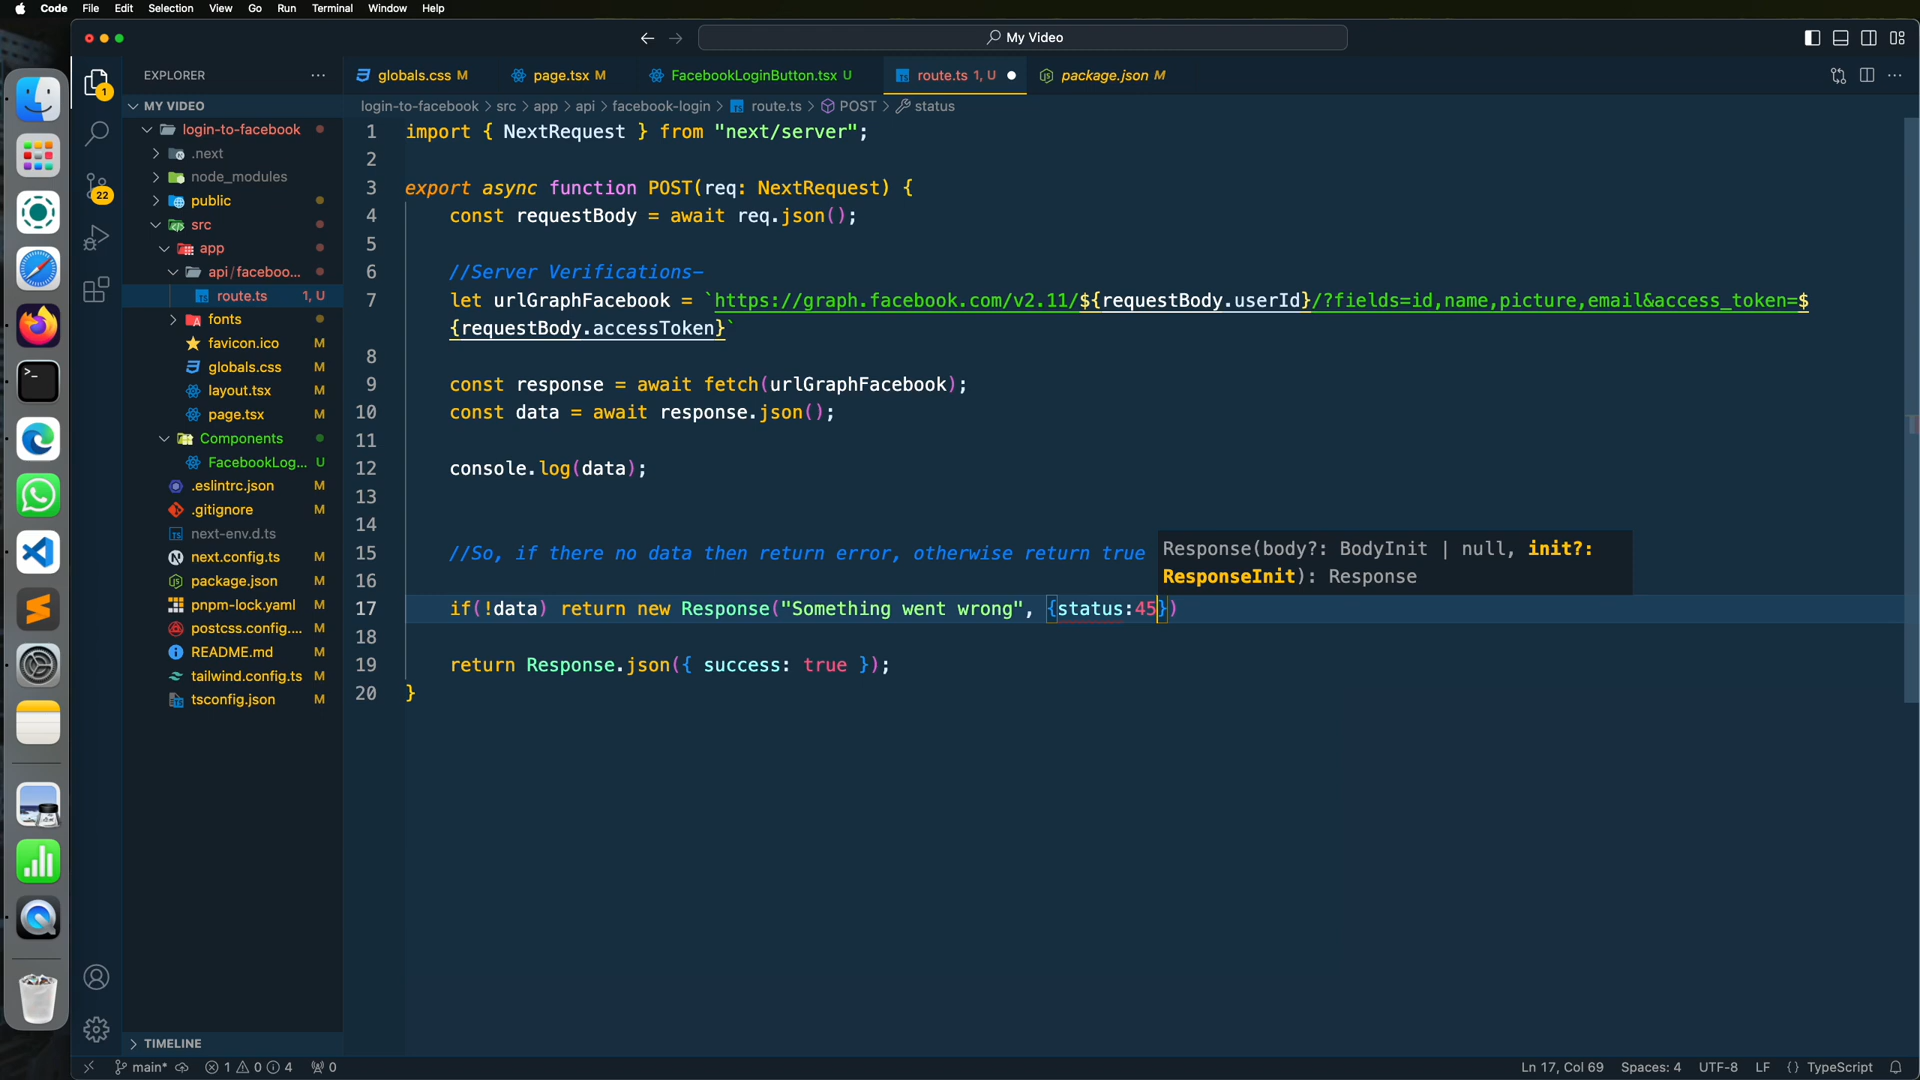 Code File Edit Selection View Go Run Terminal Window Help
My Video
EXPLORER
globals.css M
page.tsx M
FacebookLoginButton.tsx U
route.ts 1, U
package.json M
MY VIDEO
login-to-facebook > src > app > api > facebook-login > route.ts > POST > status
login-to-facebook
.next
node_modules
public
src
app
api/faceboo...
route.ts 1, U
fonts
favicon.ico M
globals.css M
layout.tsx M
page.tsx M
Components
FacebookLog... U
.eslintrc.json M
.gitignore M
next-env.d.ts
next.config.ts M
package.json M
pnpm-lock.yaml M
postcss.config.... M
README.md M
tailwind.config.ts M
tsconfig.json M
TIMELINE
1
22
1 import { NextRequest } from "next/server";
2
3 export async function POST(req: NextRequest) {
4 const requestBody = await req.json();
5
6 //Server Verifications-
7 let urlGraphFacebook = `https://graph.facebook.com/v2.11/${requestBody.userId}/?fields=id,name,picture,email&access_token=$
{requestBody.accessToken}`
8
9 const response = await fetch(urlGraphFacebook);
10 const data = await response.json();
11
12 console.log(data);
13
14
15 //So, if there no data then return error, otherwise return true
Response(body?: BodyInit | null, init?:
ResponseInit): Response
16
17 if(!data) return new Response("Something went wrong", {status:45})
18
19 return Response.json({ success: true });
20 }
main* 1 0 4 0
Ln 17, Col 69 Spaces: 4 UTF-8 LF {} TypeScript